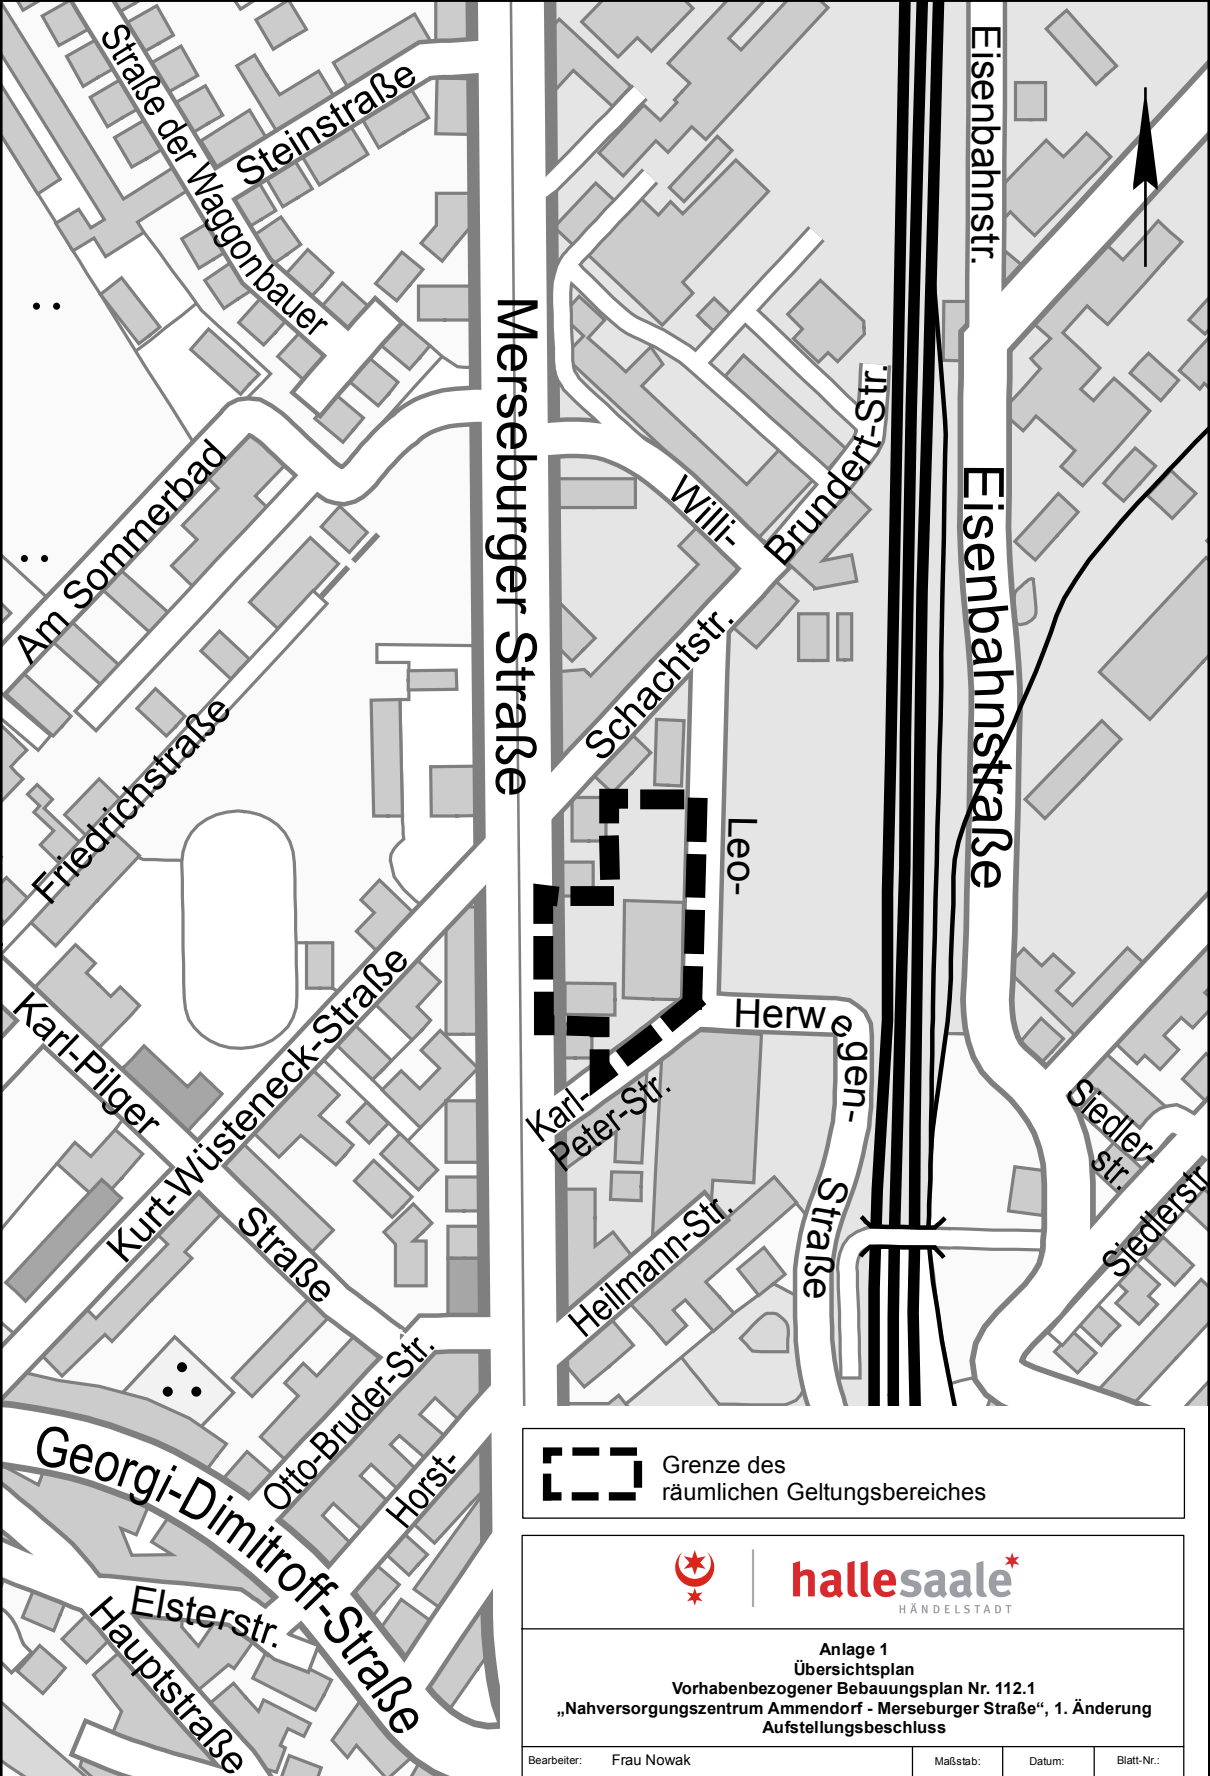 Straße der Waggonbauer
Steinstraße
Eisenbahnstr.
Merseburger Straße
Brundert-Str.
Willi-
Am Sommerbad
Eisenbahnstraße
Schachtstr.
Friedrichstraße
Leo-
Herwegen-
Straße
Karl-Pilger
Straße
Kurt-Wüsteneck-Straße
Karl-
Peter-Str.
Siedler-
str.
Siedlerstr.
Heilmann-Str.
Otto-Bruder-Str.
Horst-
Georgi-Dimitroff-Straße
Elsterstr.
Hauptstraße
Grenze des
räumlichen Geltungsbereiches
hallesaale
HÄNDELSTADT
Anlage 1
Übersichtsplan
Vorhabenbezogener Bebauungsplan Nr. 112.1
„Nahversorgungszentrum Ammendorf - Merseburger Straße“, 1. Änderung
Aufstellungsbeschluss
Bearbeiter: Frau Nowak Maßstab: Datum: Blatt-Nr.: